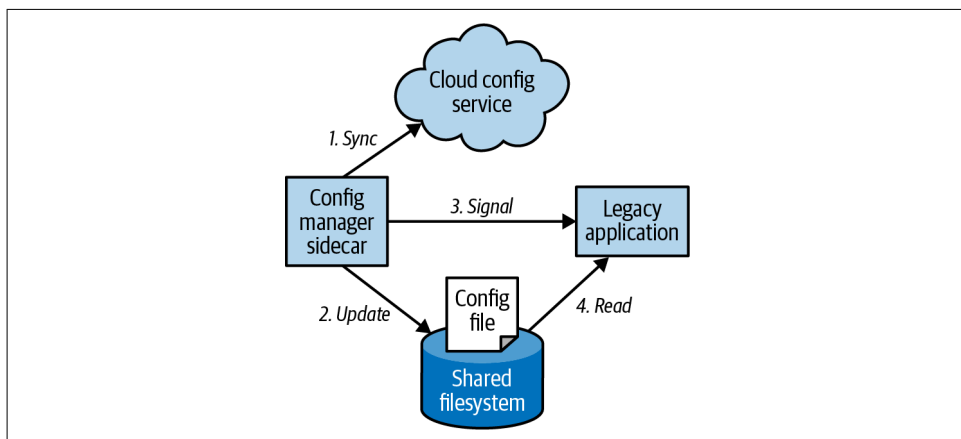 Cloud config
service
1. Sync
Config
manager
sidecar
3. Signal
Legacy
application
2. Update
Config
file
4. Read
Shared
filesystem